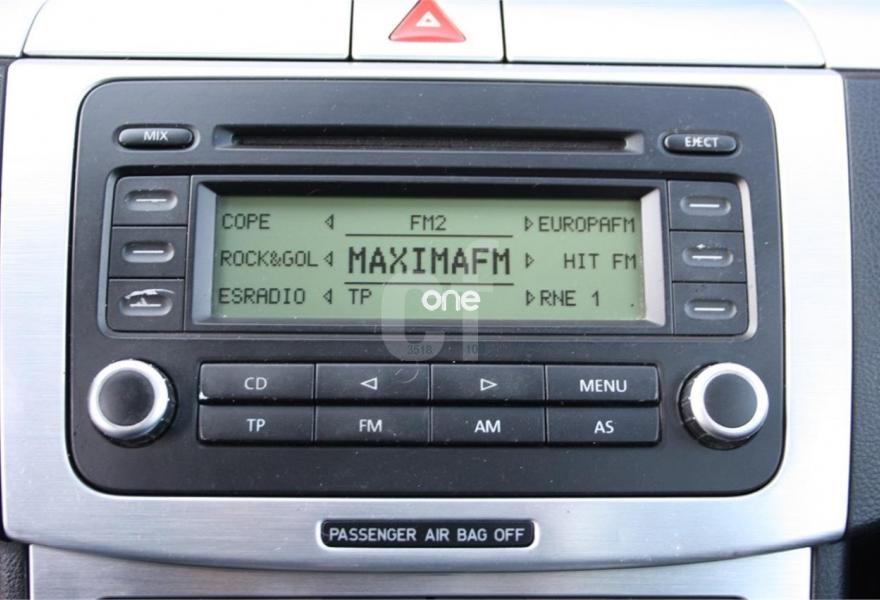 MIX
EJECT
COPE FM2 EUROPAFM
ROCK&GOL MAXIMAFM HIT FM
ESRADIO TP RNE 1
one
CD MENU
TP FM AM AS
PASSENGER AIR BAG OFF